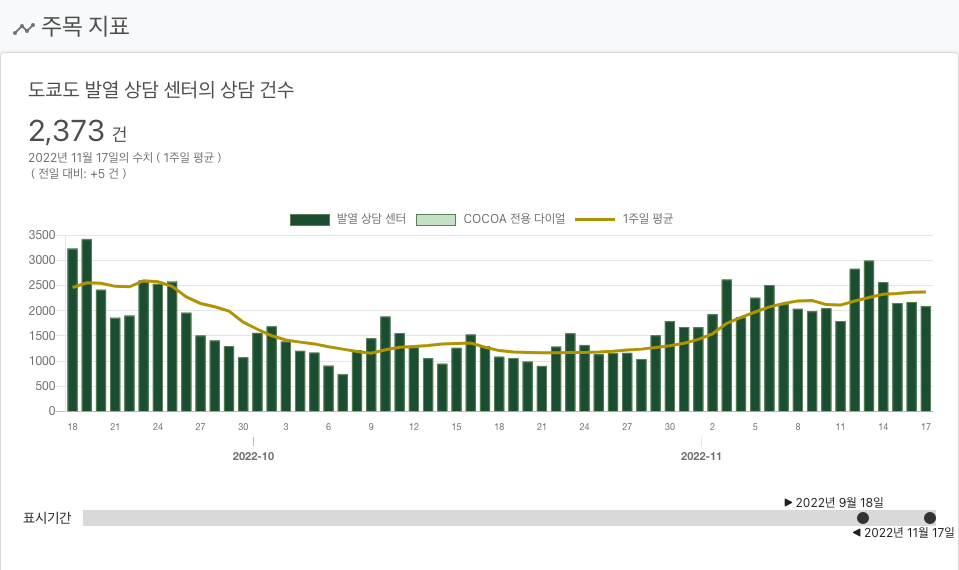 주목 지표
도쿄도 발열 상담 센터의 상담 건수
2,373 건
2022년 11월 17일의 수치 ( 1주일 평균 )
( 전일 대비: +5 건 )
발열 상담 센터 COCOA 전용 다이얼 1주일 평균
3500
3000
2500
2000
1500
1000
500
0
18 21 24 27 30 3 6 9 12 15 18 21 24 27 30 2 5 8 11 14 17
2022-10 2022-11
▶ 2022년 9월 18일
표시기간
◀ 2022년 11월 17일